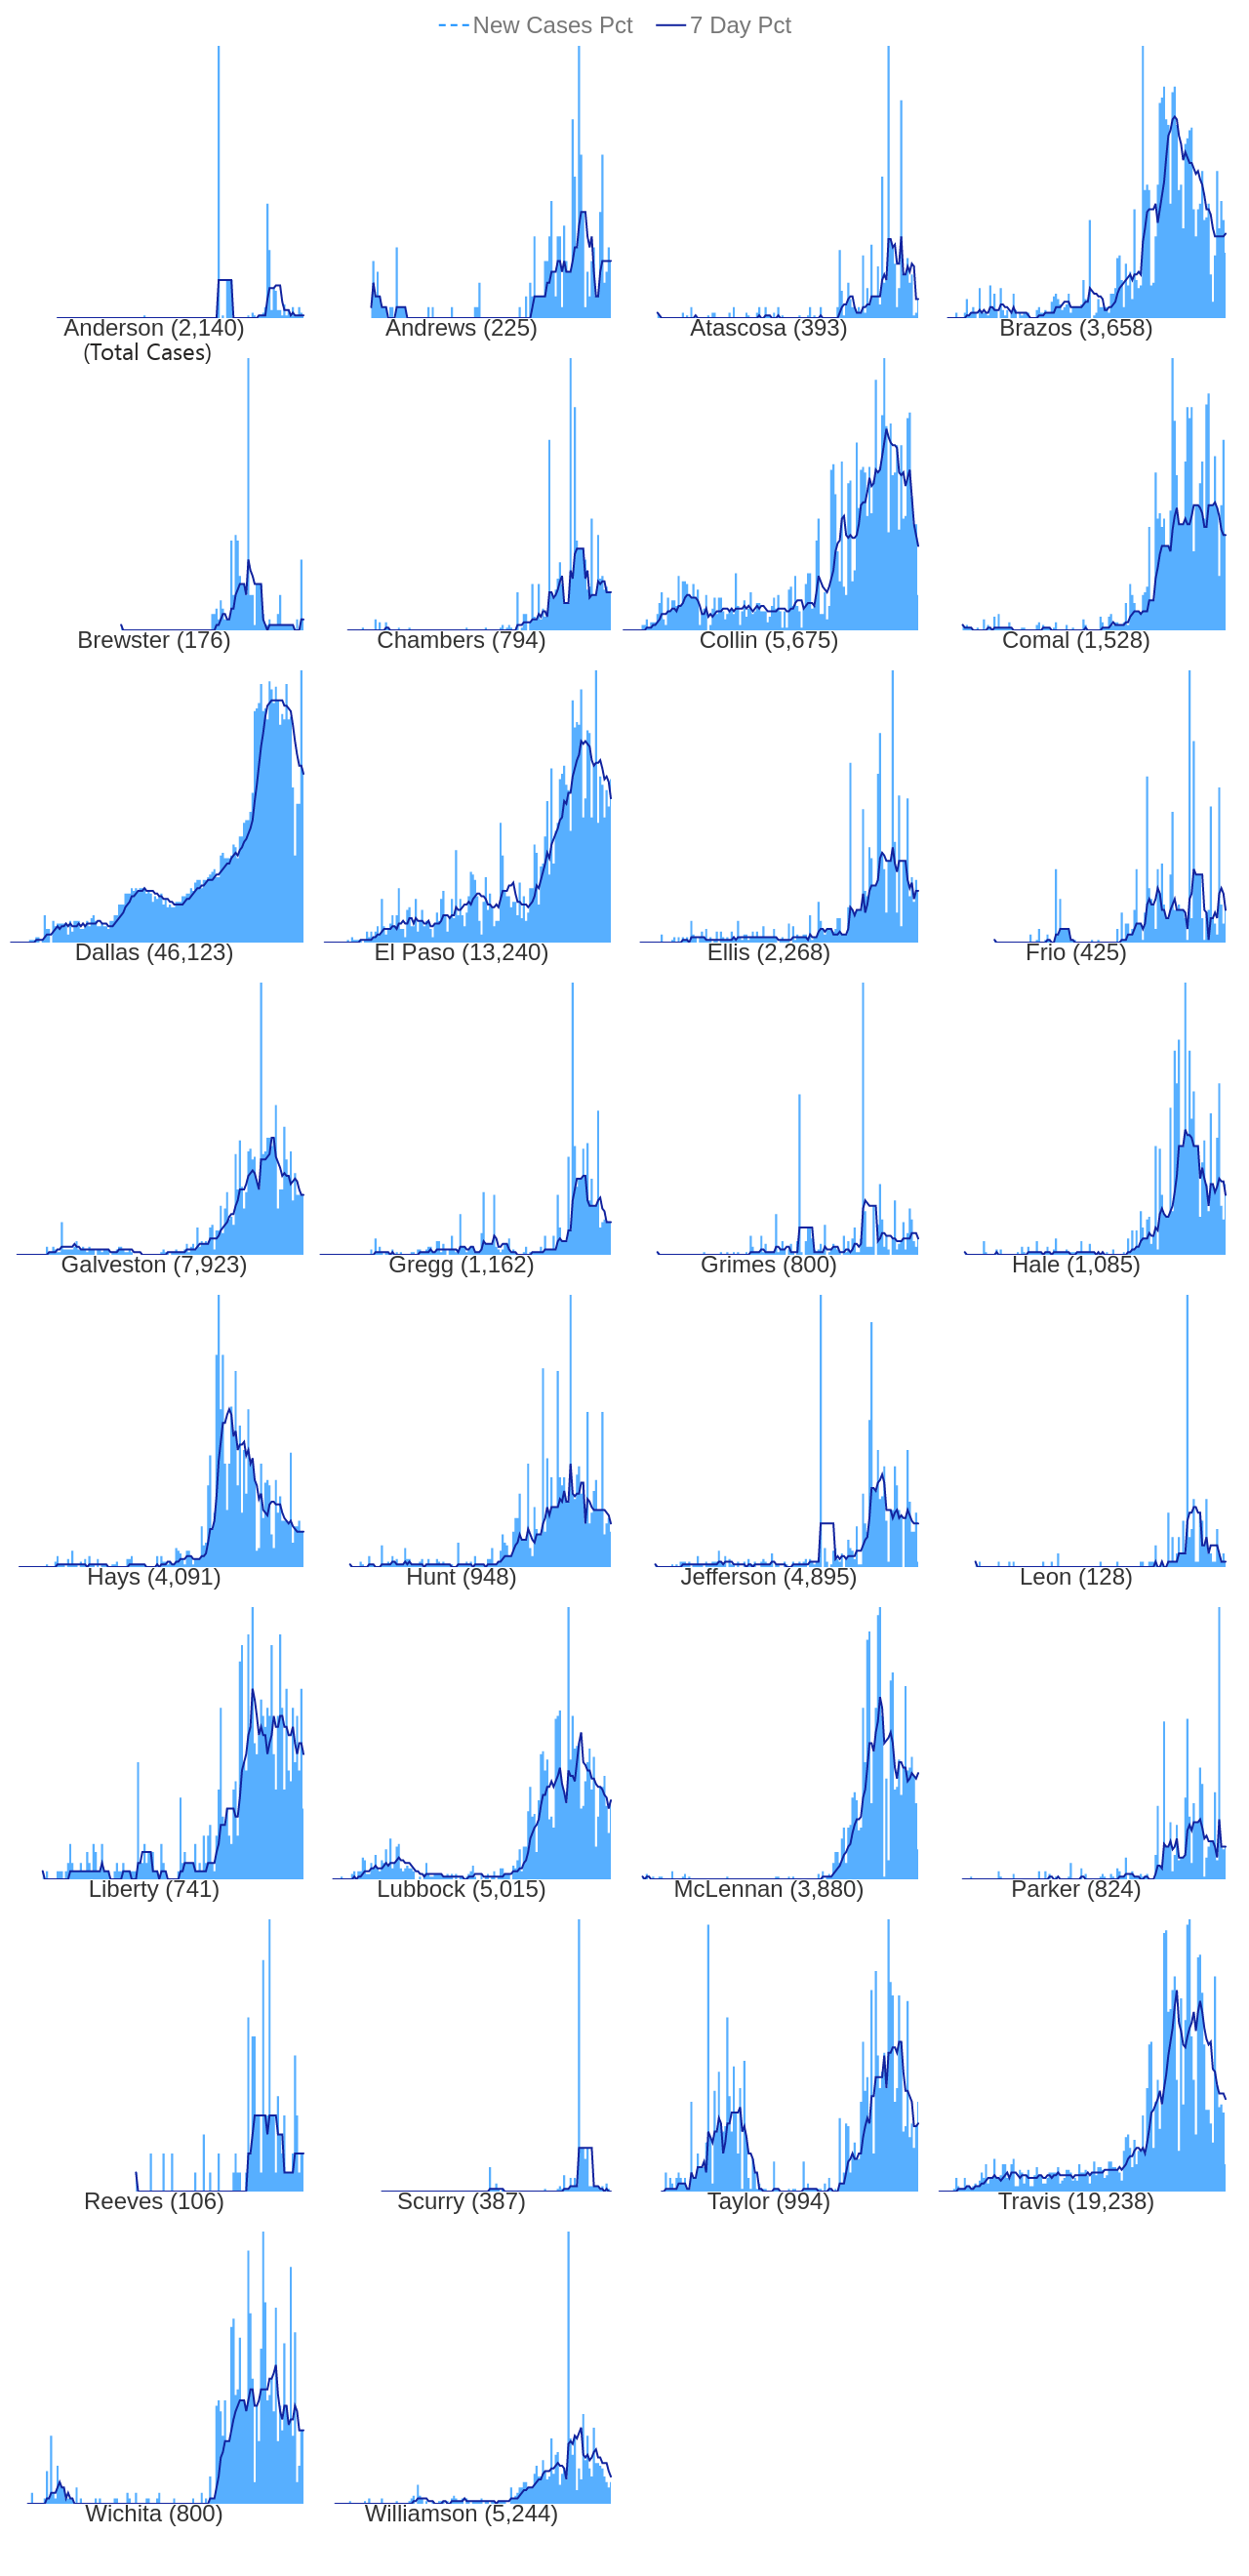 New Cases Pct 7 Day Pct
Anderson (2,140) Andrews (225) Atascosa (393) Brazos (3,658)
(Total Cases)
Brewster (176) Chambers (794) Collin (5,675) Comal (1,528)
Dallas (46,123) El Paso (13,240) Ellis (2,268) Frio (425)
Galveston (7,923) Gregg (1,162) Grimes (800) Hale (1,085)
Hays (4,091) Hunt (948) Jefferson (4,895) Leon (128)
Liberty (741) Lubbock (5,015) McLennan (3,880) Parker (824)
Reeves (106) Scurry (387) Taylor (994) Travis (19,238)
Wichita (800) Williamson (5,244)